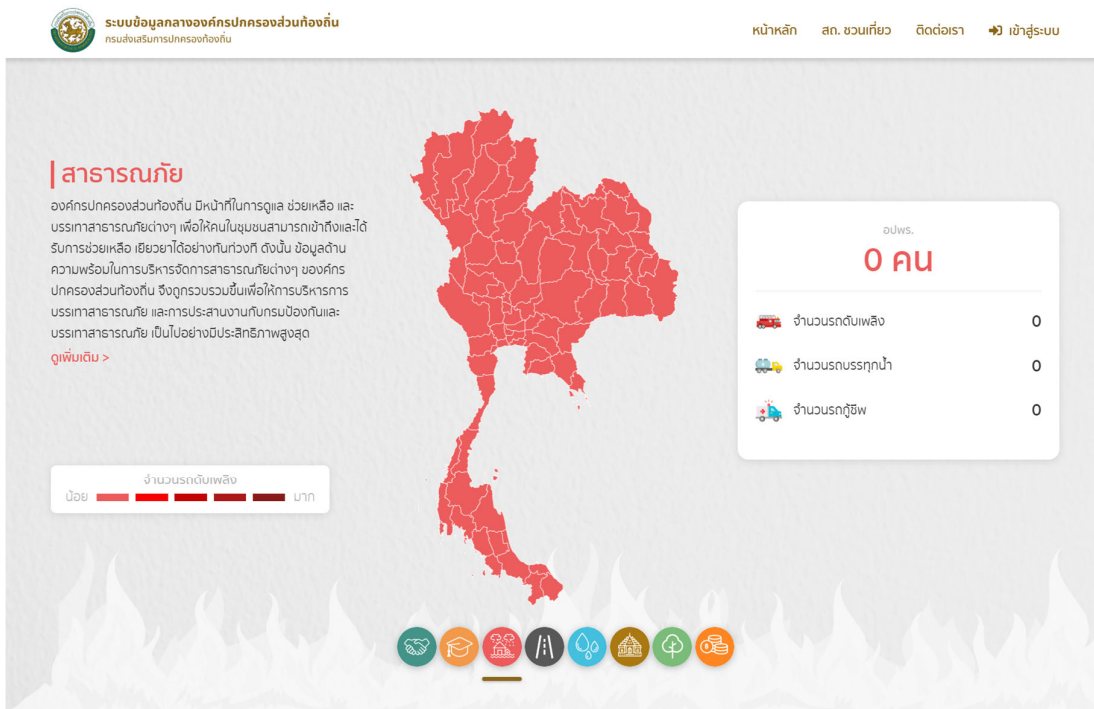 ระบบข้อมูลกลางองค์กรปกครองส่วนท้องถิ่น
กรมส่งเสริมการปกครองท้องถิ่น
หน้าหลัก สถ. ชวนเที่ยว ติดต่อเรา เข้าสู่ระบบ
สาธารณภัย
องค์กรปกครองส่วนท้องถิ่น มีหน้าที่ในการดูแล ช่วยเหลือ และ
บรรเทาสาธารณภัยต่างๆ เพื่อให้คนในชุมชนสามารถเข้าถึงและได้
รับการช่วยเหลือ เยียวยาได้อย่างทันท่วงที ดังนั้น ข้อมูลด้าน
ความพร้อมในการบริหารจัดการสาธารณภัยต่างๆ ขององค์กร
ปกครองส่วนท้องถิ่น จึงถูกรวบรวมขึ้นเพื่อให้การบริหารการ
บรรเทาสาธารณภัย และการประสานงานกับกรมป้องกันและ
บรรเทาสาธารณภัย เป็นไปอย่างมีประสิทธิภาพสูงสุด
ดูเพิ่มเติม >
อปพร.
0 คน
จำนวนรถดับเพลิง 0
จำนวนรถบรรทุกน้ำ 0
จำนวนรถกู้ชีพ 0
จำนวนรถดับเพลิง
น้อย มาก